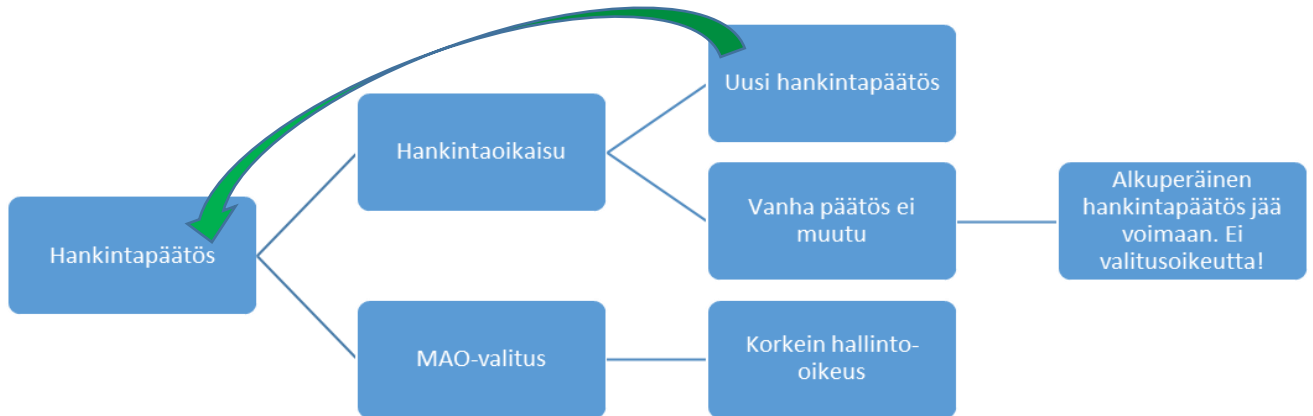 Uusi hankintapäätös
Hankintaoikaisu
Hankintapäätös
Vanha päätös ei
muutu
Alkuperäinen
hankintapäätös jää
voimaan. Ei
valitusoikeutta!
MAO-valitus
Korkein hallinto-
oikeus